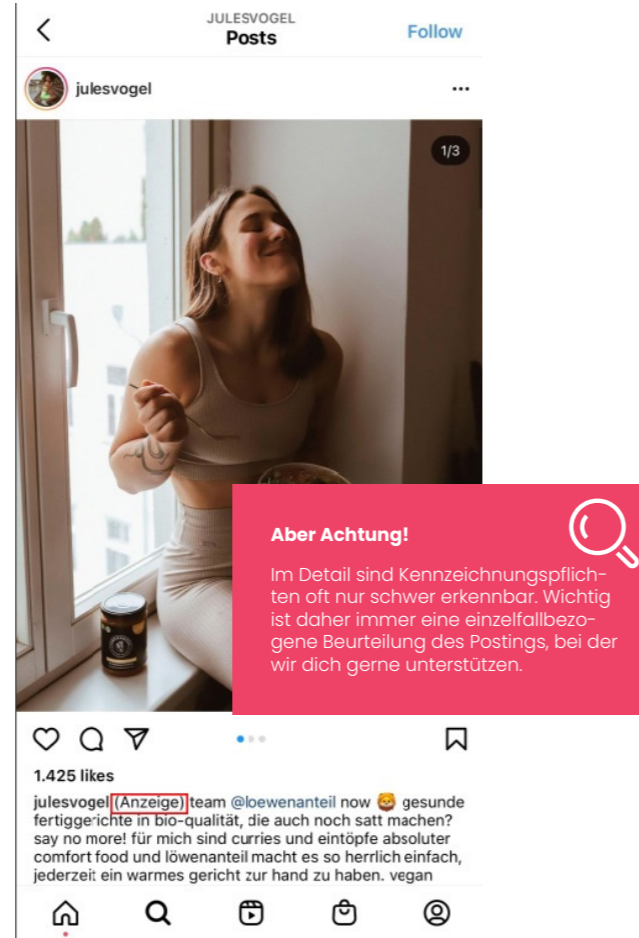 JULESVOGEL
Posts
Follow
julesvogel
1/3
Aber Achtung!
Im Detail sind Kennzeichnungspflich-
ten oft nur schwer erkennbar. Wichtig
ist daher immer eine einzelfallbezo-
gene Beurteilung des Postings, bei der
wir dich gerne unterstützen.
1.425 likes
julesvogel (Anzeige) team @loewenanteil now 🦁 gesunde
fertiggerichte in bio-qualität, die auch noch satt machen?
say no more! für mich sind curries und eintöpfe absoluter
comfort food und löwenanteil macht es so herrlich einfach,
jederzeit ein warmes gericht zur hand zu haben. vegan